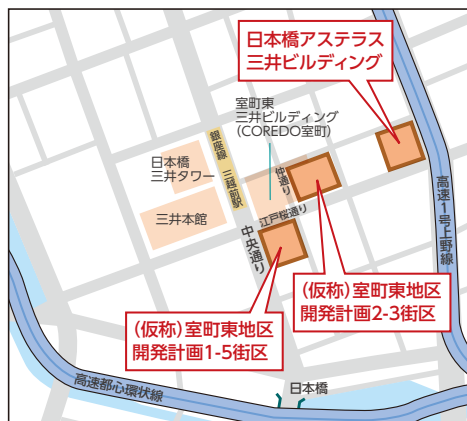 日本橋アステラス
三井ビルディング
室町東
三井ビルディング
(COREDO室町)
銀座線 三越前駅
日本橋
三井タワー
仲通り
三井本館
江戸桜通り
中央通り
高速1号上野線
(仮称)室町東地区
開発計画2-3街区
(仮称)室町東地区
開発計画1-5街区
高速都心環状線
日本橋